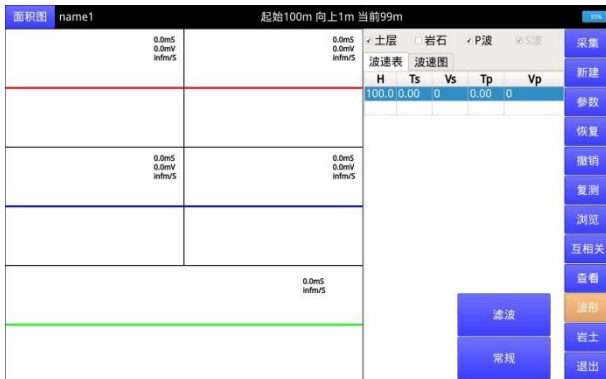 面积图 name1 起始100m 向上1m 当前99m 53%
0.0mS
0.0mV
infm/S
0.0mS
0.0mV
infm/S
0.0mS
0.0mV
infm/S
0.0mS
0.0mV
infm/S
0.0mS
infm/S
土层 岩石 P波 S波
波速表 波速图
H Ts Vs Tp Vp
100.0 0.00 0 0.00 0
滤波
常规
采集
新建
参数
恢复
撤销
复测
浏览
互相关
查看
波形
岩土
退出